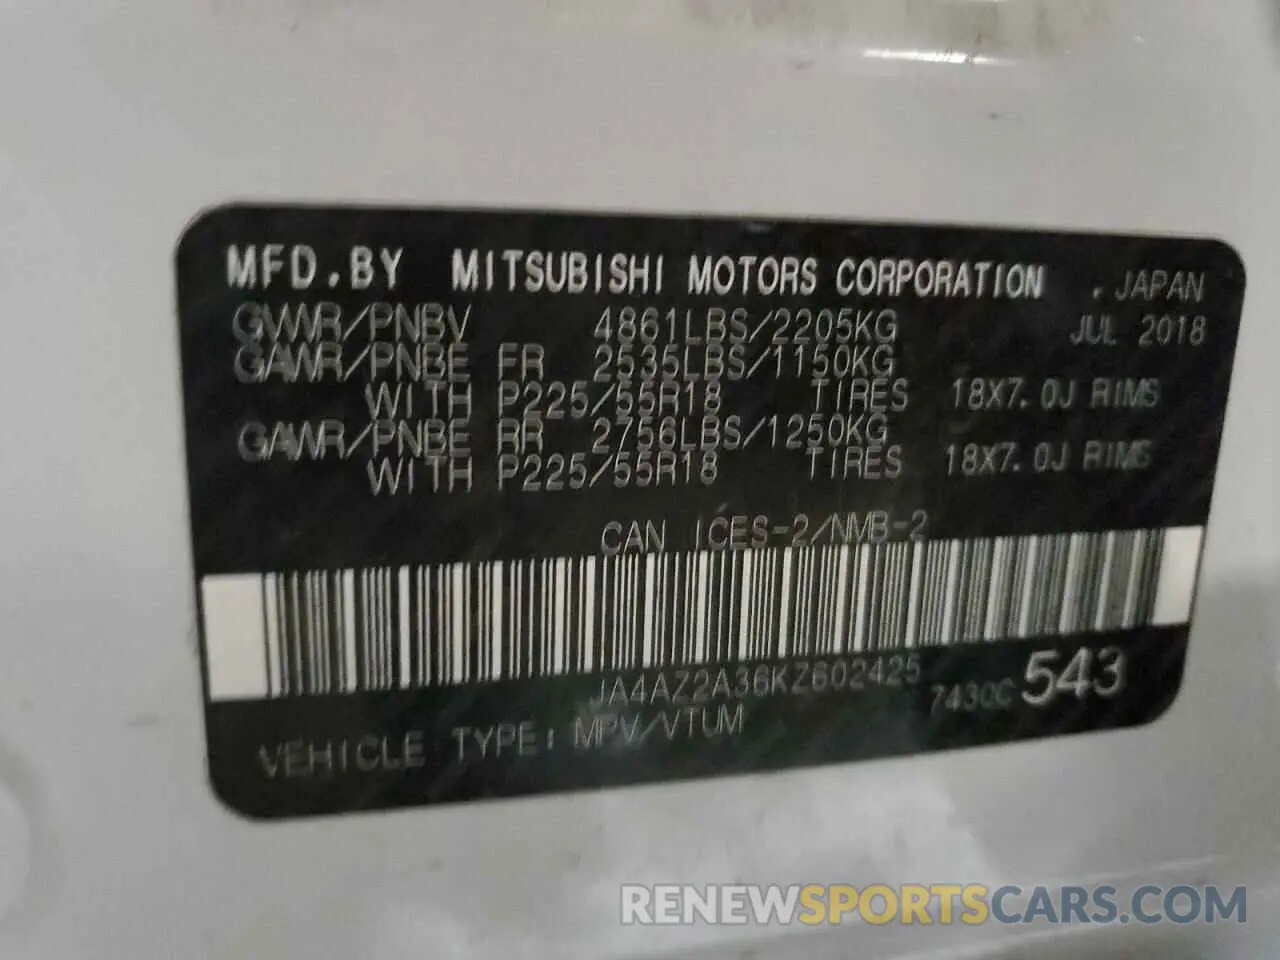 MFD.BY MITSUBISHI MOTORS CORPORATION .JAPAN
GVWR/PNBV 4861LBS/2205KG JUL 2018
GAWR/PNBE FR 2535LBS/1150KG
WITH P225/55R18 TIRES 18X7.0J RIMS
GAWR/PNBE RR 2756LBS/1250KG
WITH P225/55R18 TIRES 18X7.0J RIMS
CAN ICES-2/NMB-2
JA4AZ2A36KZ602425 7430C 543
VEHICLE TYPE: MPV/VTUM
RENEWSPORTSCARS.COM